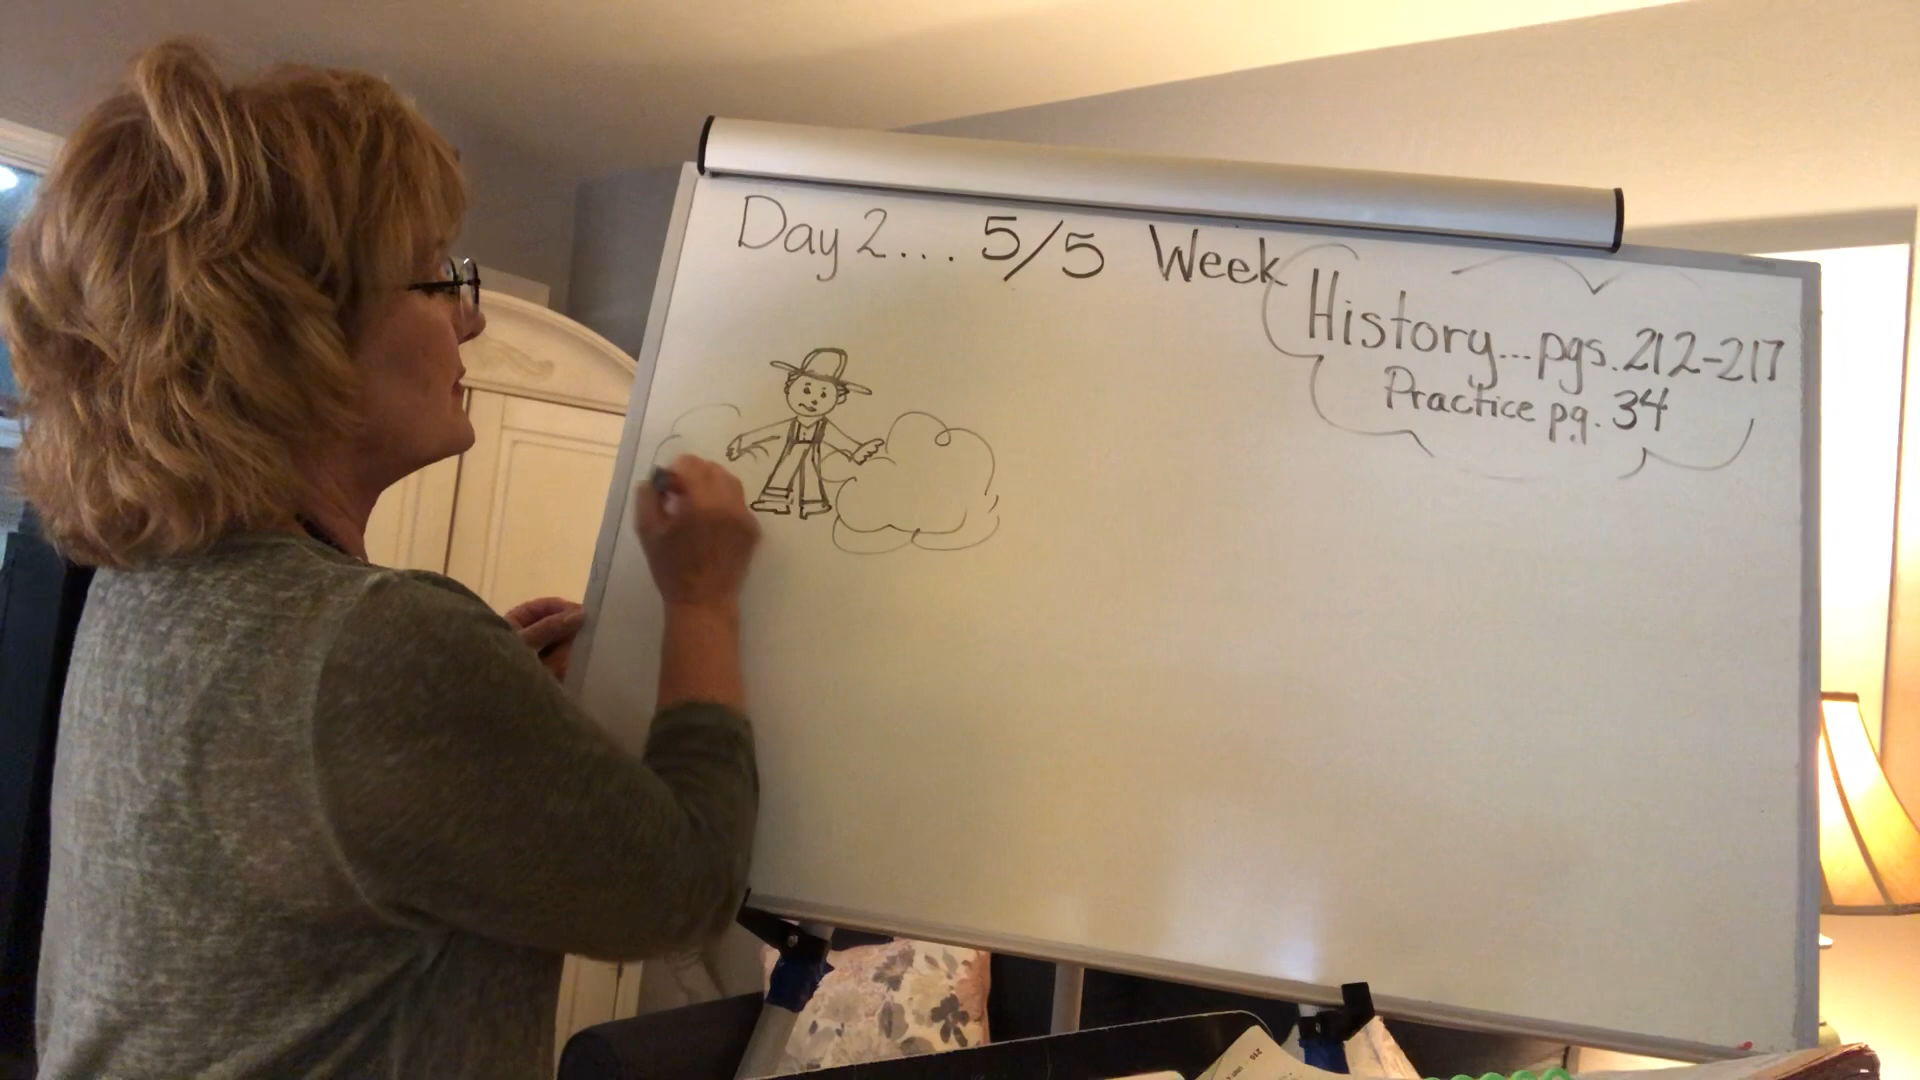 Day 2... 5/5 Week
History...pgs. 212-217
Practice pg. 34